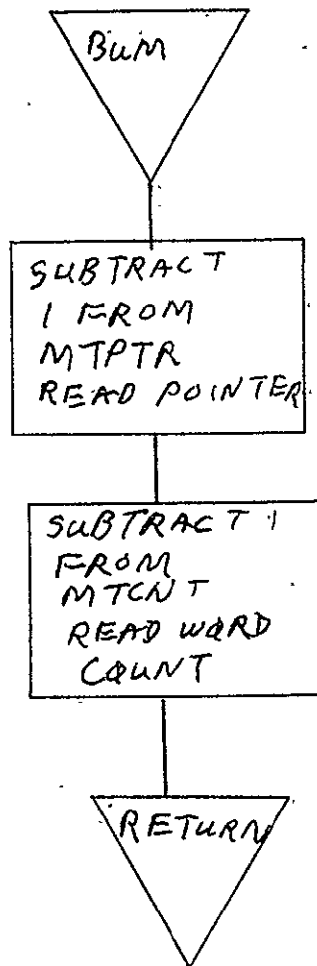 BUM
SUBTRACT
1 FROM
MTPTR
READ POINTER
SUBTRACT 1
FROM
MTCNT
READ WORD
COUNT
RETURN